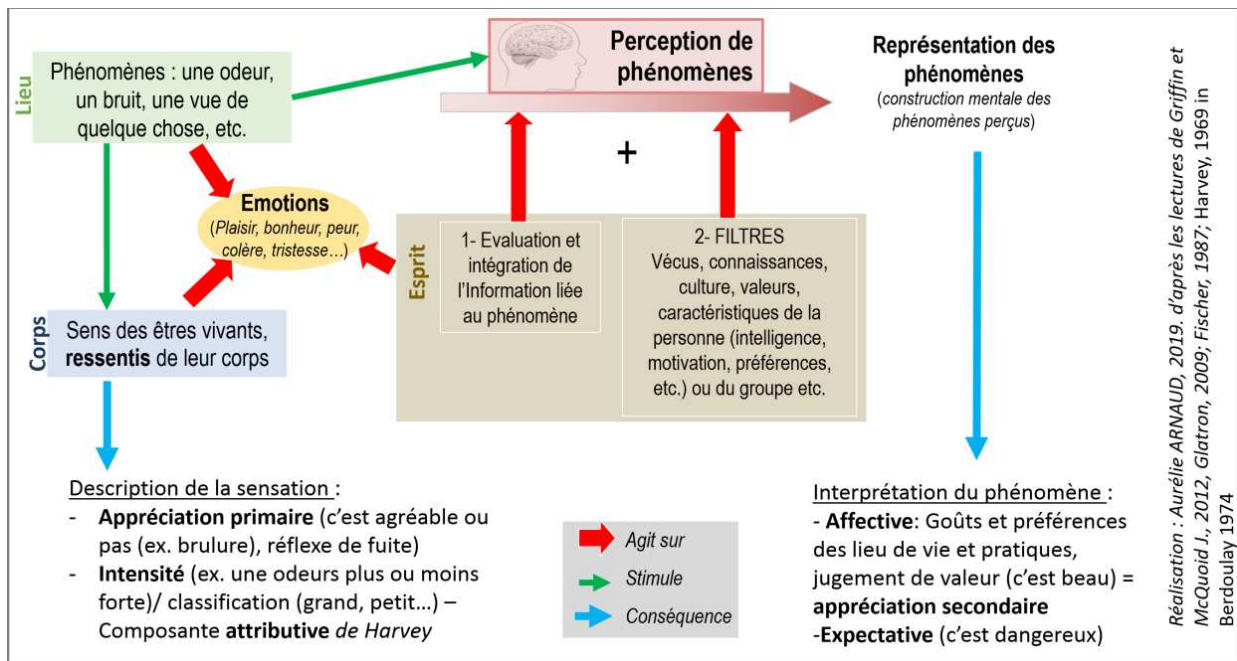 Lieu
Phénomènes : une odeur,
un bruit, une vue de
quelque chose, etc.
Perception de
phénomènes
Représentation des
phénomènes
(construction mentale des
phénomènes perçus)
+
Emotions
(Plaisir, bonheur, peur,
colère, tristesse…)
Esprit
1- Evaluation et
intégration de
l’Information liée
au phénomène
2- FILTRES
Vécus, connaissances,
culture, valeurs,
caractéristiques de la
personne (intelligence,
motivation, préférences,
etc.) ou du groupe etc.
Corps
Sens des êtres vivants,
ressentis de leur corps
Description de la sensation :
- Appréciation primaire (c’est agréable ou
pas (ex. brulure), réflexe de fuite)
- Intensité (ex. une odeurs plus ou moins
forte)/ classification (grand, petit…) –
Composante attributive de Harvey
Agit sur
Stimule
Conséquence
Interprétation du phénomène :
- Affective: Goûts et préférences
des lieu de vie et pratiques,
jugement de valeur (c’est beau) =
appréciation secondaire
-Expectative (c’est dangereux)
Réalisation : Aurélie ARNAUD, 2019. d’après les lectures de Griffin et
McQuoid J., 2012, Glatron, 2009; Fischer, 1987; Harvey, 1969 in
Berdoulay 1974